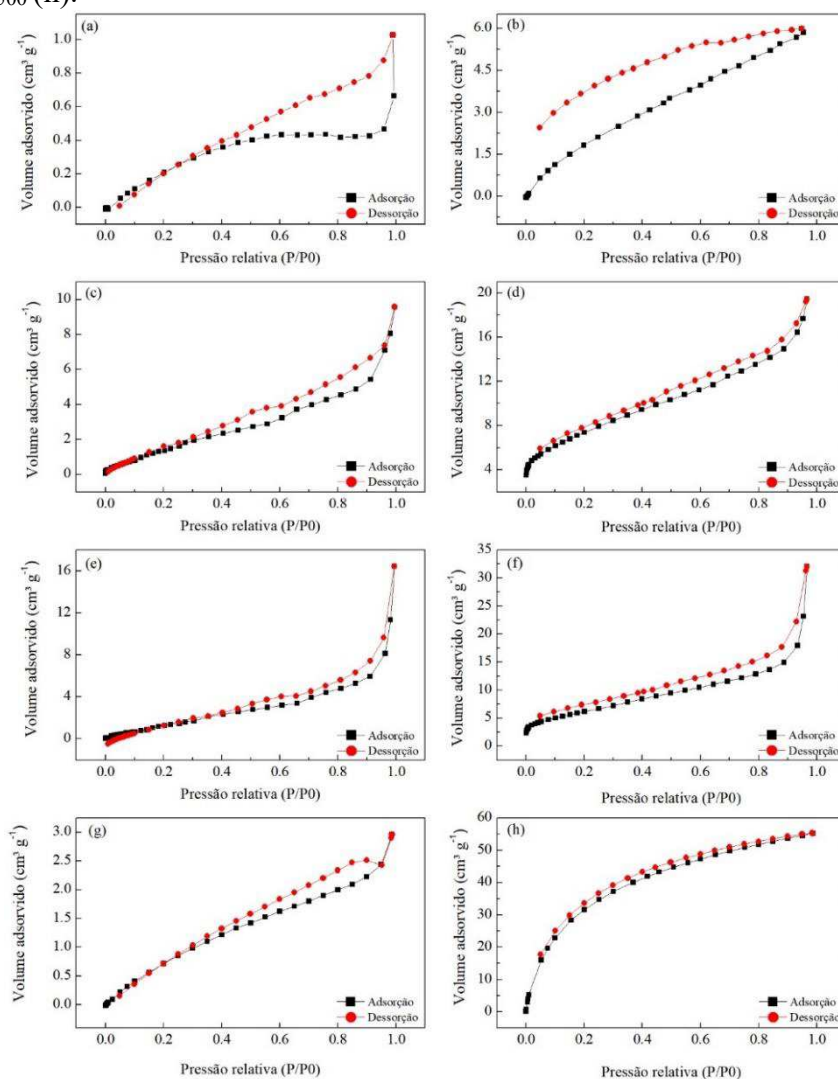 (h).
(a)
Volume adsorvido (cm³ g⁻¹)
1.0
0.8
0.6
0.4
0.2
0.0
0.0 0.2 0.4 0.6 0.8 1.0
Adsorção
Dessorção
Pressão relativa (P/P0)
(b)
Volume adsorvido (cm³ g⁻¹)
6.0
4.5
3.0
1.5
0.0
0.0 0.2 0.4 0.6 0.8 1.0
Adsorção
Dessorção
Pressão relativa (P/P0)
(c)
Volume adsorvido (cm³ g⁻¹)
10
8
6
4
2
0
0.0 0.2 0.4 0.6 0.8 1.0
Adsorção
Dessorção
Pressão relativa (P/P0)
(d)
Volume adsorvido (cm³ g⁻¹)
20
16
12
8
4
0.0 0.2 0.4 0.6 0.8 1.0
Adsorção
Dessorção
Pressão relativa (P/P0)
(e)
Volume adsorvido (cm³ g⁻¹)
16
12
8
4
0
0.0 0.2 0.4 0.6 0.8 1.0
Adsorção
Dessorção
Pressão relativa (P/P0)
(f)
Volume adsorvido (cm³ g⁻¹)
35
30
25
20
15
10
5
0
0.0 0.2 0.4 0.6 0.8 1.0
Adsorção
Dessorção
Pressão relativa (P/P0)
(g)
Volume adsorvido (cm³ g⁻¹)
3.0
2.5
2.0
1.5
1.0
0.5
0.0
0.0 0.2 0.4 0.6 0.8 1.0
Adsorção
Dessorção
Pressão relativa (P/P0)
(h)
Volume adsorvido (cm³ g⁻¹)
60
50
40
30
20
10
0
0.0 0.2 0.4 0.6 0.8 1.0
Adsorção
Dessorção
Pressão relativa (P/P0)